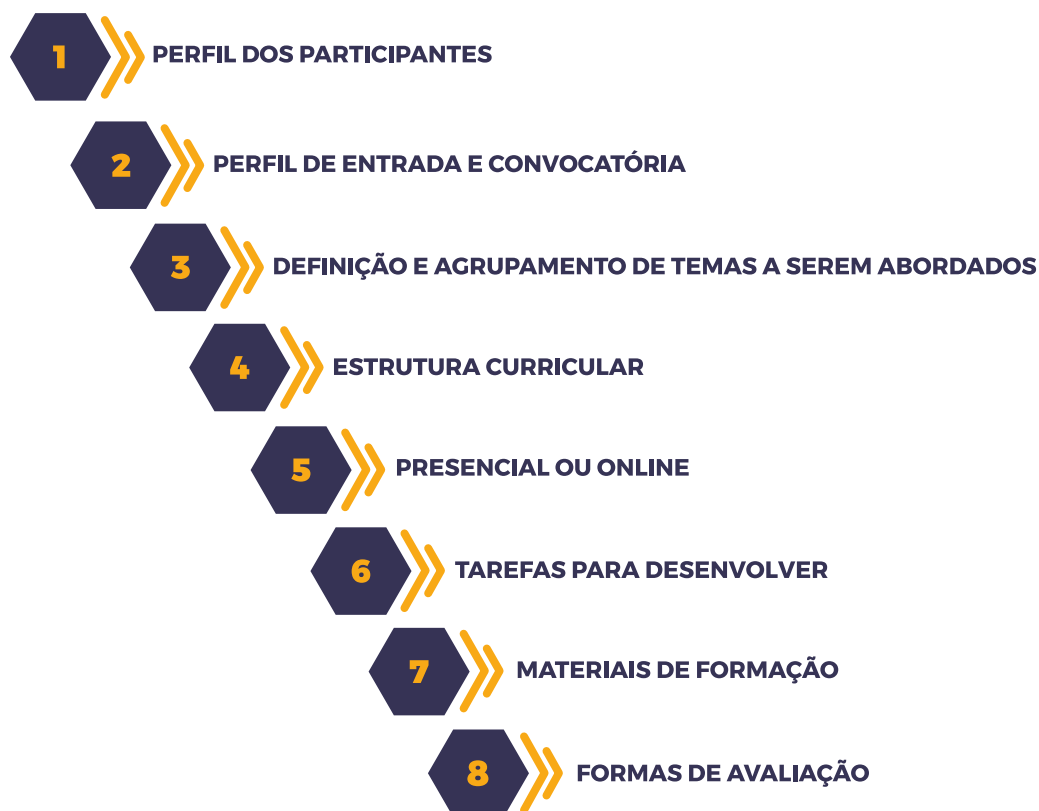 1 PERFIL DOS PARTICIPANTES
2 PERFIL DE ENTRADA E CONVOCATÓRIA
3 DEFINIÇÃO E AGRUPAMENTO DE TEMAS A SEREM ABORDADOS
4 ESTRUTURA CURRICULAR
5 PRESENCIAL OU ONLINE
6 TAREFAS PARA DESENVOLVER
7 MATERIAIS DE FORMAÇÃO
8 FORMAS DE AVALIAÇÃO